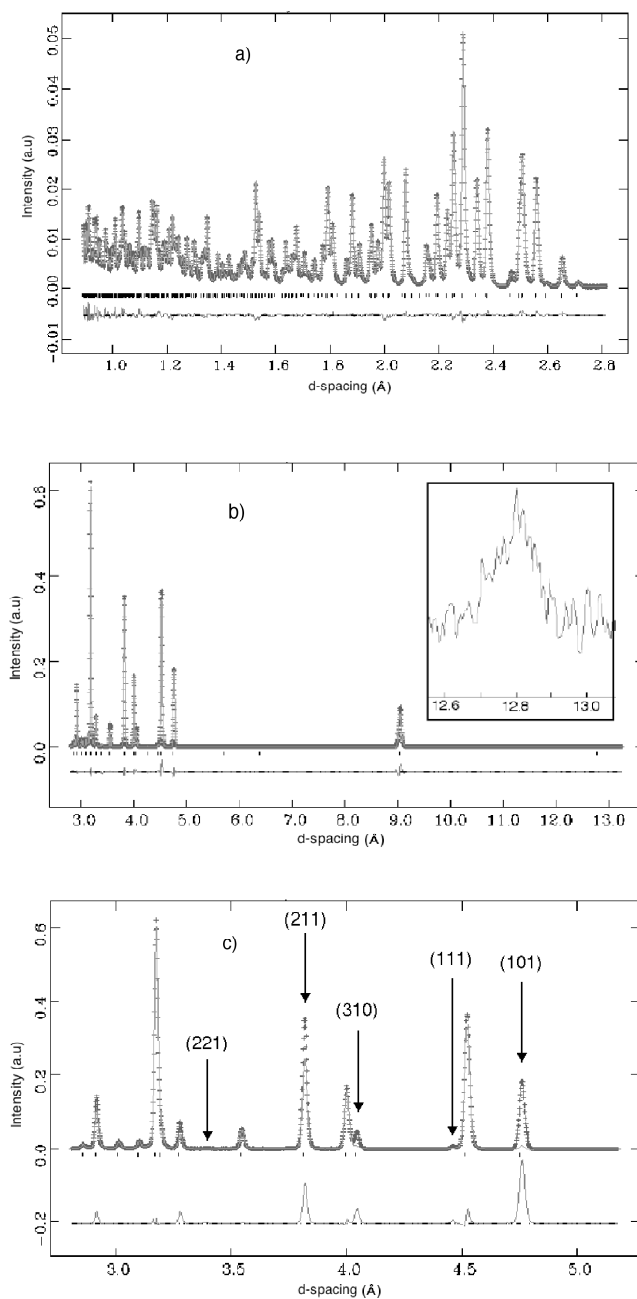 a)
0.05
0.04
0.03
0.02
0.01
0.00
-0.01
Intensity (a.u)
1.0 1.2 1.4 1.6 1.8 2.0 2.2 2.4 2.6 2.8
d-spacing (Å)
b)
0.6
0.4
0.2
0.0
Intensity (a.u)
12.6 12.8 13.0
3.0 4.0 5.0 6.0 7.0 8.0 9.0 10.0 11.0 12.0 13.0
d-spacing (Å)
c)
(211)
(111)
(101)
(310)
(221)
0.6
0.4
0.2
0.0
-0.2
Intensity (a.u)
3.0 3.5 4.0 4.5 5.0
d-spacing (Å)